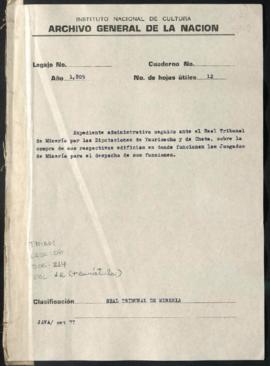 INSTITUTO NACIONAL DE CULTURA
ARCHIVO GENERAL DE LA NACION
Legajo No. Cuaderno No.
Año 1,805 No. de hojas útiles 12
Expediente administrativo seguido ante el Real Tribunal
de Minería por las Diputaciones de Yauricocha y de Chota, sobre la
compra de sus respectivos edificios en donde funcionen los Juzgados
de Minería para el despacho de sus funciones.
Clasificación REAL TRIBUNAL DE MINERIA